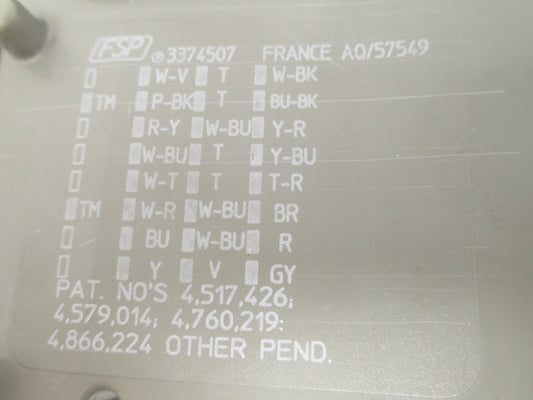 FSP ® 3374507 FRANCE AQ/57549
W-V T W-BK
TM P-BK T BU-BK
R-Y W-BU Y-R
W-BU T Y-BU
W-T T T-R
TM W-R W-BU BR
BU W-BU R
Y V GY
PAT. NO'S 4,517,426;
4,579,014; 4,760,219:
4,866,224 OTHER PEND.